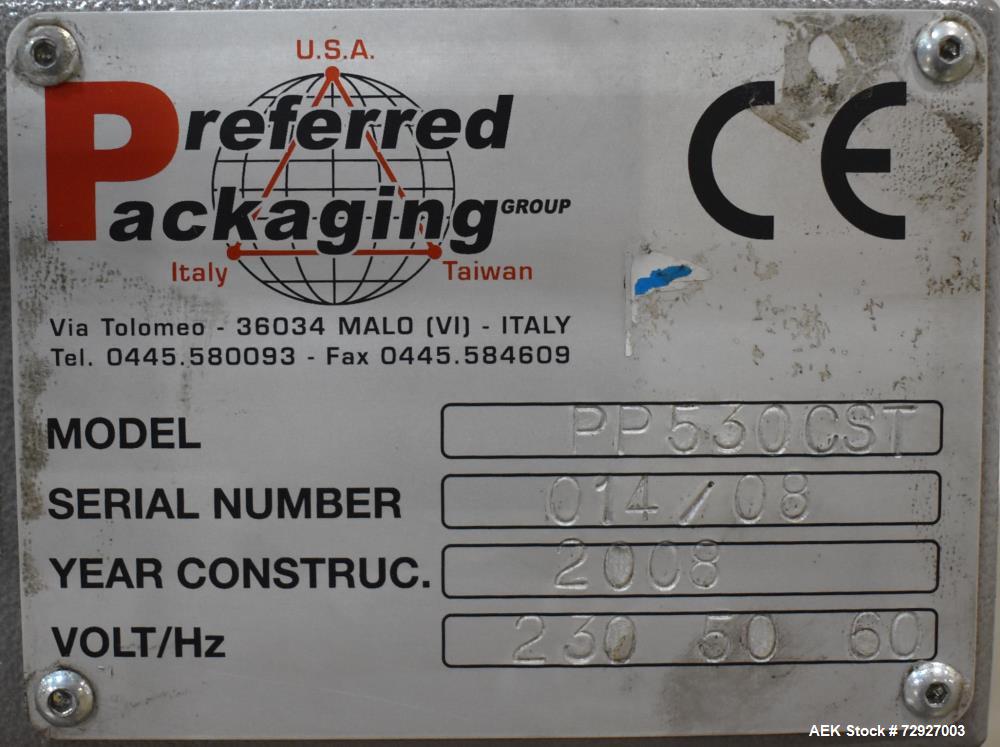 U.S.A.
Preferred
Packaging GROUP
Italy Taiwan
CE
Via Tolomeo - 36034 MALO (VI) - ITALY
Tel. 0445.580093 - Fax 0445.584609
MODEL PP530CST
SERIAL NUMBER 014/08
YEAR CONSTRUC. 2008
VOLT/Hz 230 50 60
AEK Stock # 72927003